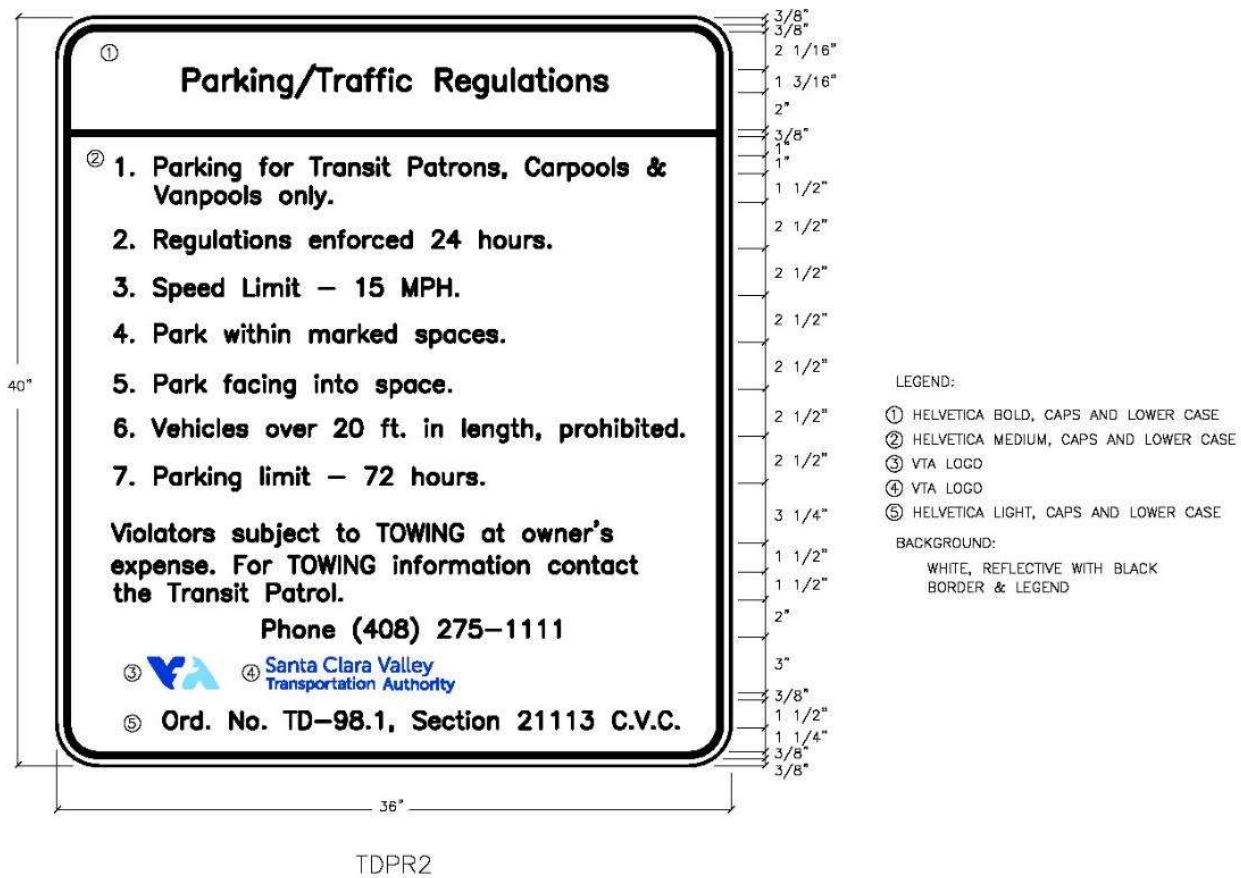 ①
Parking/Traffic Regulations
② 1. Parking for Transit Patrons, Carpools &
Vanpools only.
2. Regulations enforced 24 hours.
3. Speed Limit – 15 MPH.
4. Park within marked spaces.
5. Park facing into space.
6. Vehicles over 20 ft. in length, prohibited.
7. Parking limit – 72 hours.
Violators subject to TOWING at owner's
expense. For TOWING information contact
the Transit Patrol.
Phone (408) 275–1111
③ VTA ④ Santa Clara Valley
Transportation Authority
⑤ Ord. No. TD–98.1, Section 21113 C.V.C.
40"
36"
3/8"
3/8"
2 1/16"
1 3/16"
2"
3/8"
1"
1"
1 1/2"
2 1/2"
2 1/2"
2 1/2"
2 1/2"
2 1/2"
2 1/2"
3 1/4"
1 1/2"
1 1/2"
2"
3"
3/8"
1 1/2"
1 1/4"
3/8"
3/8"
LEGEND:
① HELVETICA BOLD, CAPS AND LOWER CASE
② HELVETICA MEDIUM, CAPS AND LOWER CASE
③ VTA LOGO
④ VTA LOGO
⑤ HELVETICA LIGHT, CAPS AND LOWER CASE
BACKGROUND:
WHITE, REFLECTIVE WITH BLACK
BORDER & LEGEND
TDPR2